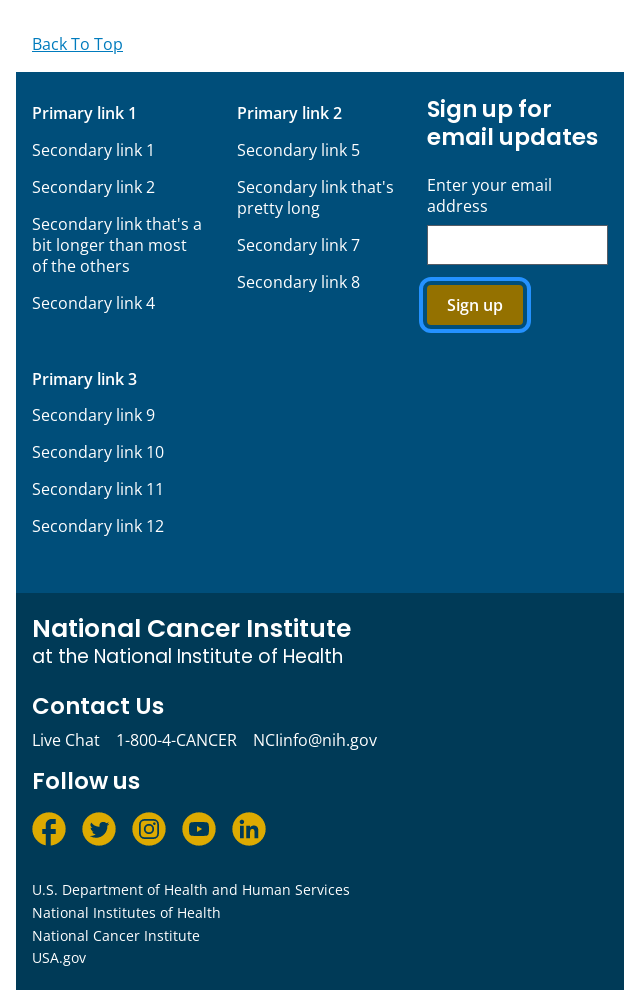 Back To Top
Primary link 1
Secondary link 1
Secondary link 2
Secondary link that's a
bit longer than most
of the others
Secondary link 4
Primary link 2
Secondary link 5
Secondary link that's
pretty long
Secondary link 7
Secondary link 8
Sign up for
email updates
Enter your email
address
Sign up
Primary link 3
Secondary link 9
Secondary link 10
Secondary link 11
Secondary link 12
National Cancer Institute
at the National Institute of Health
Contact Us
Live Chat 1-800-4-CANCER NCIinfo@nih.gov
Follow us
U.S. Department of Health and Human Services
National Institutes of Health
National Cancer Institute
USA.gov